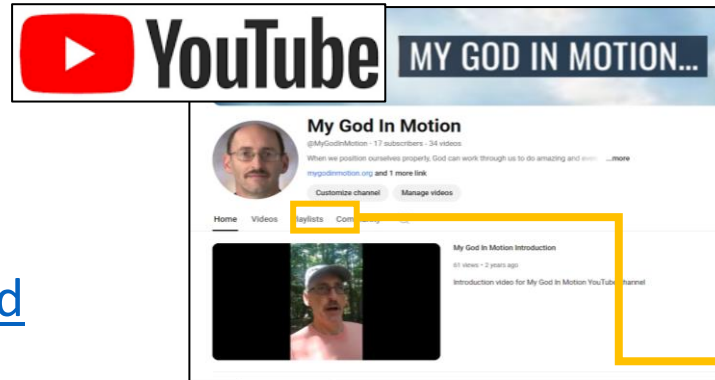 YouTube
MY GOD IN MOTION...
My God In Motion
@MyGodInMotion · 17 subscribers · 34 videos
When we position ourselves properly, God can work through us to do amazing and even ...more
mygodinmotion.org and 1 more link
Customize channel Manage videos
Home Videos Playlists
My God In Motion Introduction
61 views • 2 years ago
Introduction video for My God In Motion YouTube channel
d